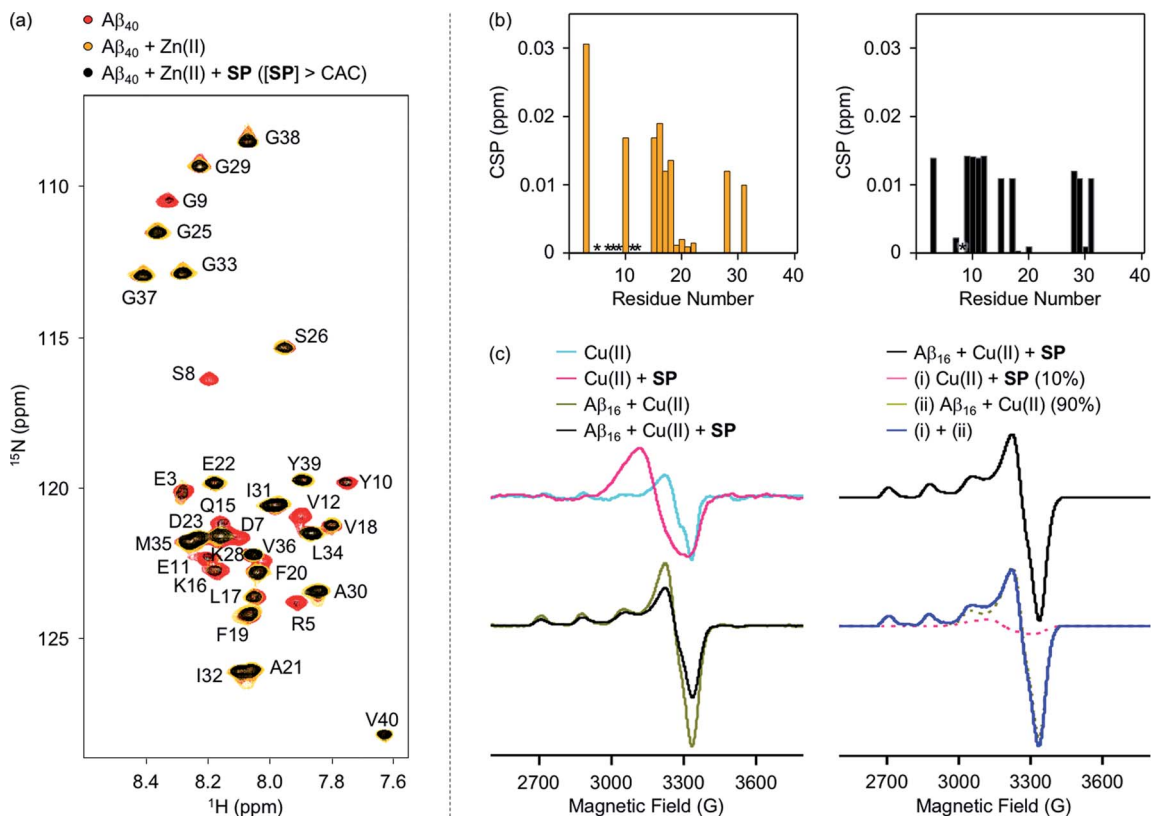 (a)
Aβ40
Aβ40 + Zn(II)
Aβ40 + Zn(II) + SP ([SP] > CAC)
G38
G29
G9
G25
G33
G37
S26
S8
E3
E22
Y39
Y10
Q15
I31
V12
D23
D7
V18
M35
K28
V36
L34
E11
K16
F20
L17
A30
F19
R5
I32
A21
V40
110
115
120
125
15N (ppm)
8.4 8.2 8.0 7.8 7.6
1H (ppm)
(b)
0.03
0.02
0.01
0
CSP (ppm)
* *** **
10 20 30 40
Residue Number
0.03
0.02
0.01
0
CSP (ppm)
*
10 20 30 40
Residue Number
(c)
Cu(II)
Cu(II) + SP
Aβ16 + Cu(II)
Aβ16 + Cu(II) + SP
2700 3000 3300 3600
Magnetic Field (G)
Aβ16 + Cu(II) + SP
(i) Cu(II) + SP (10%)
(ii) Aβ16 + Cu(II) (90%)
(i) + (ii)
2700 3000 3300 3600
Magnetic Field (G)